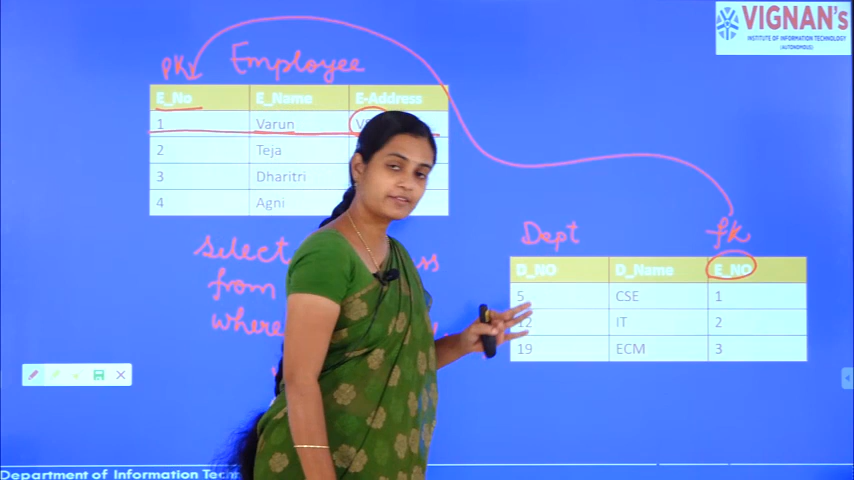 VIGNAN's
INSTITUTE OF INFORMATION TECHNOLOGY
(AUTONOMOUS)
PK Employee
E_No E_Name E-Address
1 Varun
2 Teja
3 Dharitri
4 Agni
Dept fK
D_NO D_Name E_NO
5 CSE 1
12 IT 2
19 ECM 3
Select
from
where
Department of Information